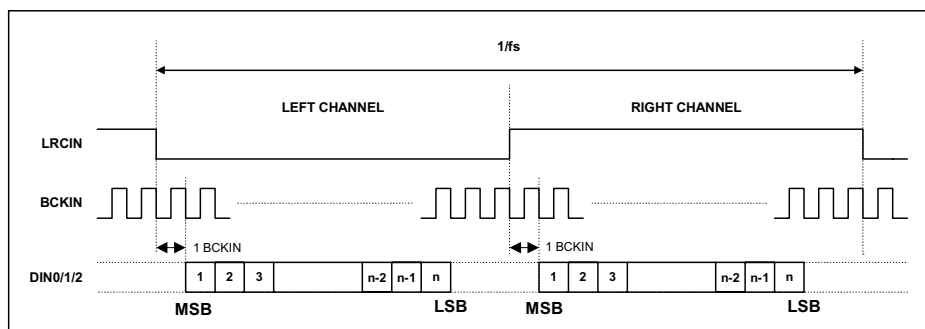 1/fs
LEFT CHANNEL RIGHT CHANNEL
LRCIN
BCKIN
1 BCKIN 1 BCKIN
DIN0/1/2 1 2 3 n-2 n-1 n 1 2 3 n-2 n-1 n
MSB LSB MSB LSB